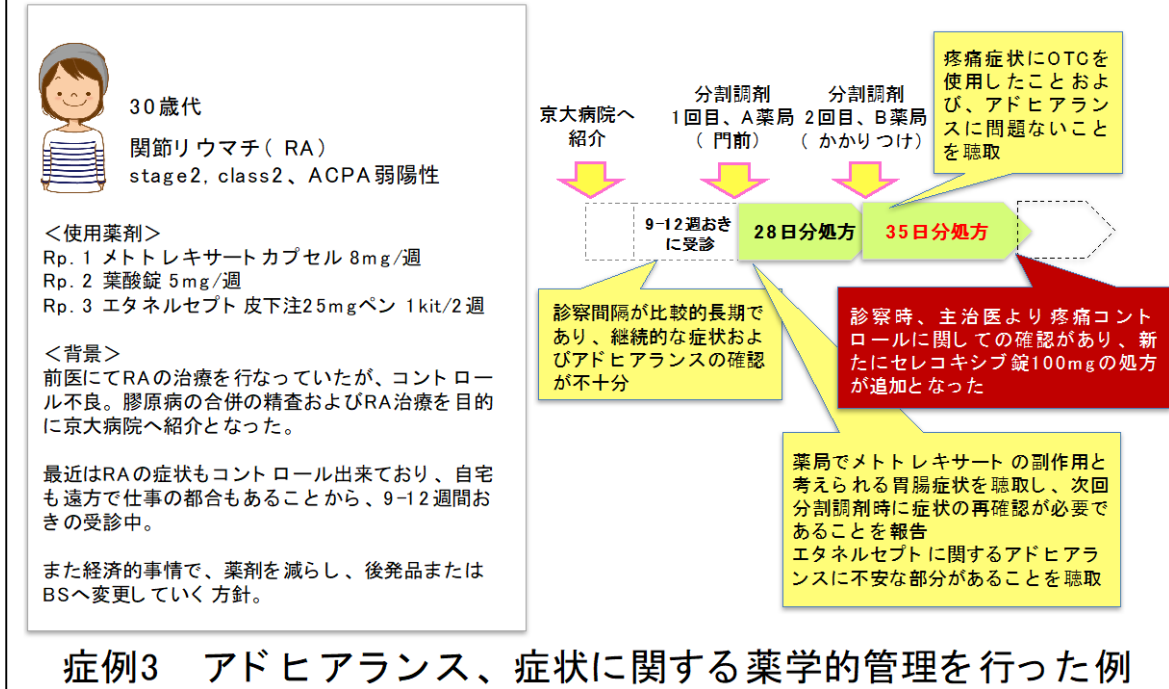 30歳代
関節リウマチ(RA)
stage2, class2、ACPA弱陽性
＜使用薬剤＞
Rp.1 メトトレキサートカプセル 8mg/週
Rp.2 葉酸錠 5mg/週
Rp.3 エタネルセプト 皮下注25mgペン 1kit/2週
＜背景＞
前医にてRAの治療を行なっていたが、コントロー
ル不良。膠原病の合併の精査およびRA治療を目的
に京大病院へ紹介となった。
最近はRAの症状もコントロール出来ており、自宅
も遠方で仕事の都合もあることから、9-12週間お
きの受診中。
また経済的事情で、薬剤を減らし、後発品または
BSへ変更していく方針。
京大病院へ
紹介
分割調剤
1回目、A薬局
(門前)
分割調剤
2回目、B薬局
(かかりつけ)
疼痛症状にOTCを
使用したことおよ
び、アドヒアラン
スに問題ないこと
を聴取
9-12週おき
に受診
28日分処方
35日分処方
診察間隔が比較的長期で
あり、継続的な症状およ
びアドヒアランスの確認
が不十分
診察時、主治医より疼痛コント
ロールに関しての確認があり、新
たにセレコキシブ錠100mgの処方
が追加となった
薬局でメトトレキサートの副作用と
考えられる胃腸症状を聴取し、次回
分割調剤時に症状の再確認が必要で
あることを報告
エタネルセプトに関するアドヒアラ
ンスに不安な部分があることを聴取
症例3 アドヒアランス、症状に関する薬学的管理を行った例